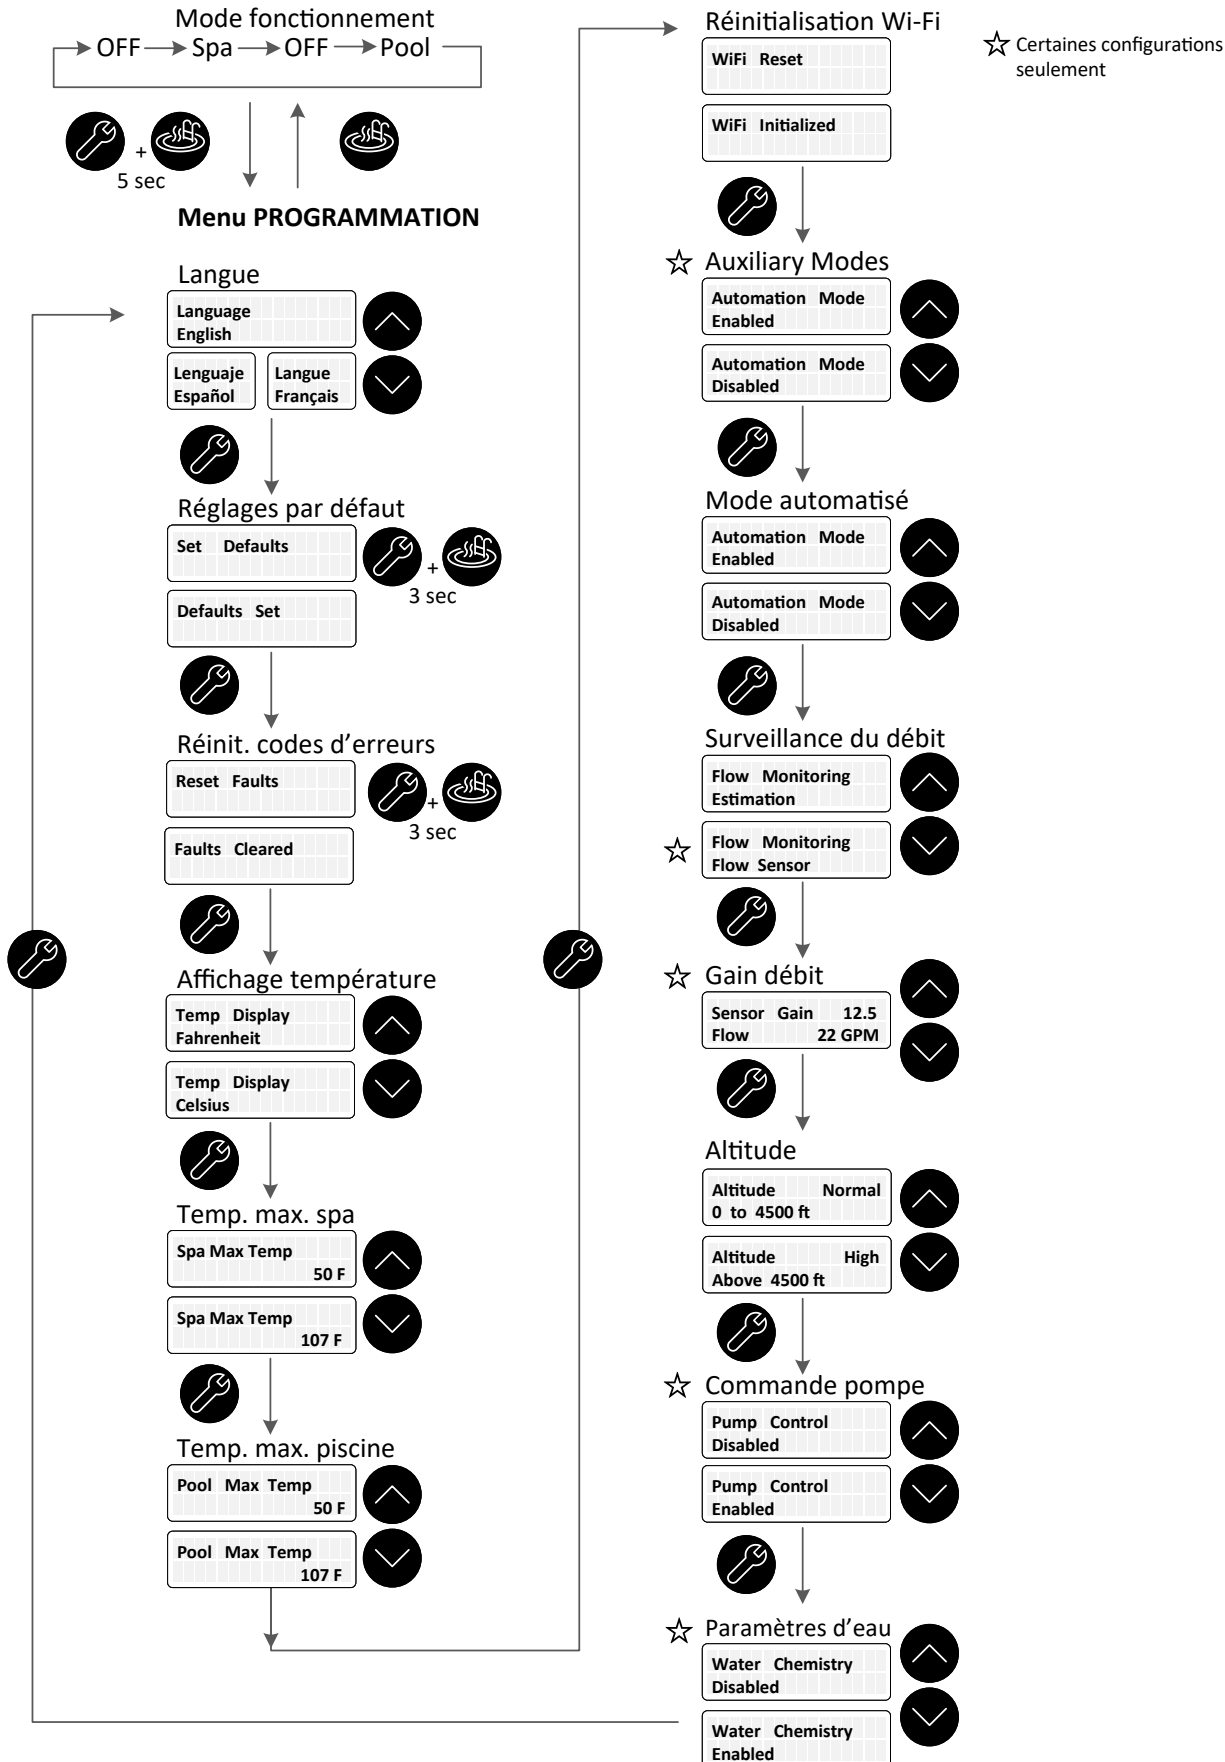 Mode fonctionnement
OFF Spa OFF Pool
+
5 sec
Menu PROGRAMMATION
Langue
Language
English
Lenguaje
Español
Langue
Français
Réglages par défaut
Set Defaults
+
3 sec
Defaults Set
Réinit. codes d'erreurs
Reset Faults
+
3 sec
Faults Cleared
Affichage température
Temp Display
Fahrenheit
Temp Display
Celsius
Temp. max. spa
Spa Max Temp
50 F
Spa Max Temp
107 F
Temp. max. piscine
Pool Max Temp
50 F
Pool Max Temp
107 F
Réinitialisation Wi-Fi
WiFi Reset
WiFi Initialized
☆ Certaines configurations
seulement
☆ Auxiliary Modes
Automation Mode
Enabled
Automation Mode
Disabled
Mode automatisé
Automation Mode
Enabled
Automation Mode
Disabled
Surveillance du débit
Flow Monitoring
Estimation
☆ Flow Monitoring
Flow Sensor
☆ Gain débit
Sensor Gain 12.5
Flow 22 GPM
Altitude
Altitude Normal
0 to 4500 ft
Altitude High
Above 4500 ft
☆ Commande pompe
Pump Control
Disabled
Pump Control
Enabled
☆ Paramètres d'eau
Water Chemistry
Disabled
Water Chemistry
Enabled